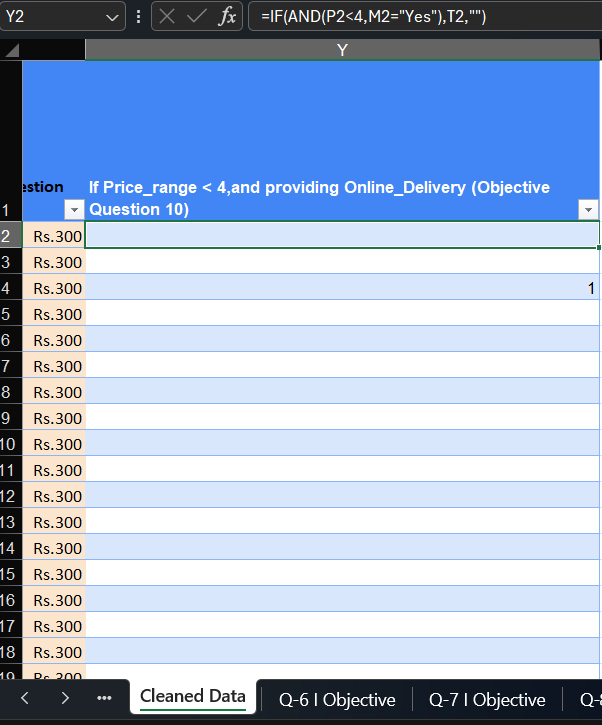 Y2
fx =IF(AND(P2<4,M2="Yes"),T2,"")
Y
estion
If Price_range < 4,and providing Online_Delivery (Objective
1 Question 10)
2 Rs.300
3 Rs.300
4 Rs.300 1
5 Rs.300
6 Rs.300
7 Rs.300
8 Rs.300
9 Rs.300
10 Rs.300
11 Rs.300
12 Rs.300
13 Rs.300
14 Rs.300
15 Rs.300
16 Rs.300
17 Rs.300
18 Rs.300
19 Rs.300
Cleaned Data Q-6 I Objective Q-7 I Objective